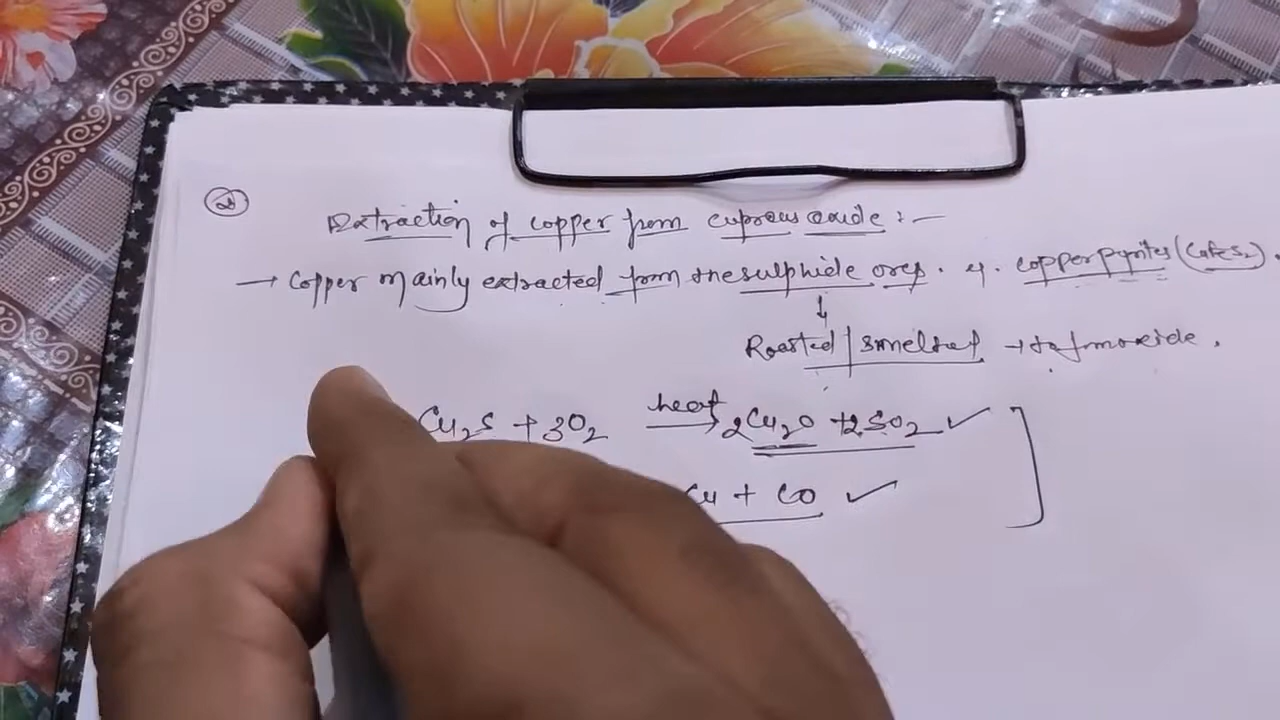 Extraction of copper from cuprous oxide :-
→ Copper mainly extracted from the sulphide ores. eg. copper pyrites (CuFeS₂).
↓
Roasted / smelted → to form oxide.
Cu₂S + 3O₂ heat→ 2Cu₂O + 2SO₂ ✓
Cu + CO ✓